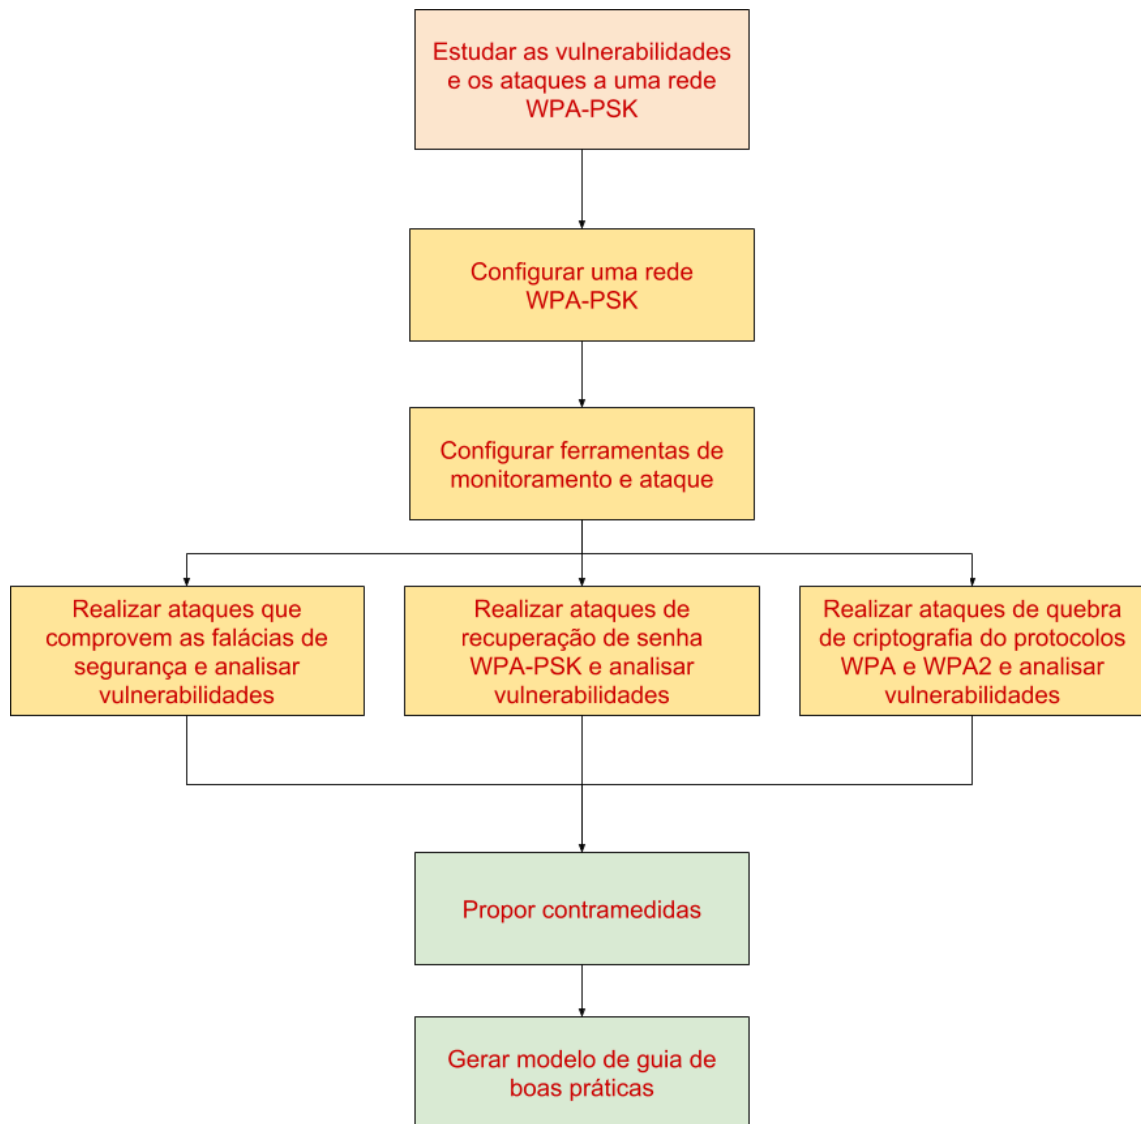 Estudar as vulnerabilidades
e os ataques a uma rede
WPA-PSK
Configurar uma rede
WPA-PSK
Configurar ferramentas de
monitoramento e ataque
Realizar ataques que
comprovem as falácias de
segurança e analisar
vulnerabilidades
Realizar ataques de
recuperação de senha
WPA-PSK e analisar
vulnerabilidades
Realizar ataques de quebra
de criptografia do protocolos
WPA e WPA2 e analisar
vulnerabilidades
Propor contramedidas
Gerar modelo de guia de
boas práticas